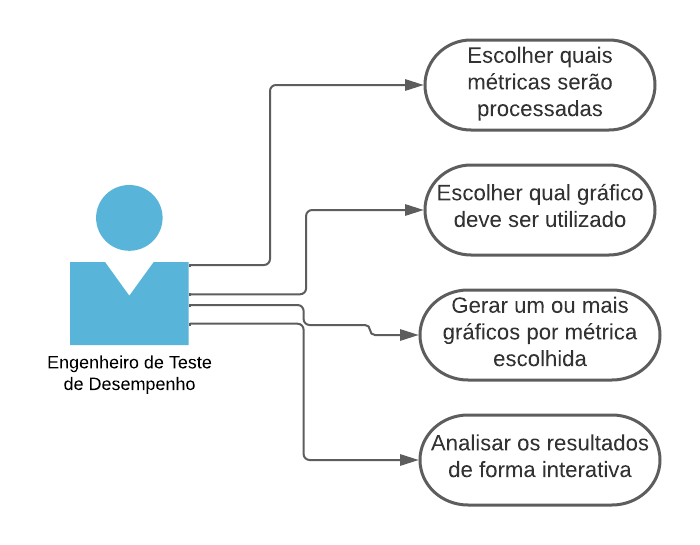 Escolher quais
métricas serão
processadas
Escolher qual gráfico
deve ser utilizado
Gerar um ou mais
gráficos por métrica
escolhida
Engenheiro de Teste
de Desempenho
Analisar os resultados
de forma interativa